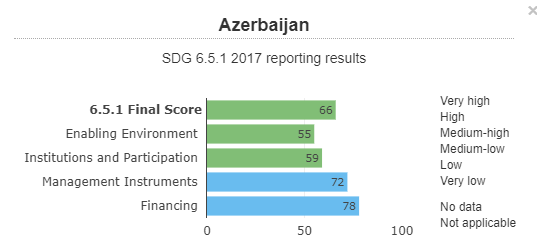 ×
Azerbaijan
SDG 6.5.1 2017 reporting results
6.5.1 Final Score 66
Enabling Environment 55
Institutions and Participation 59
Management Instruments 72
Financing 78
0 50 100
Very high
High
Medium-high
Medium-low
Low
Very low
No data
Not applicable